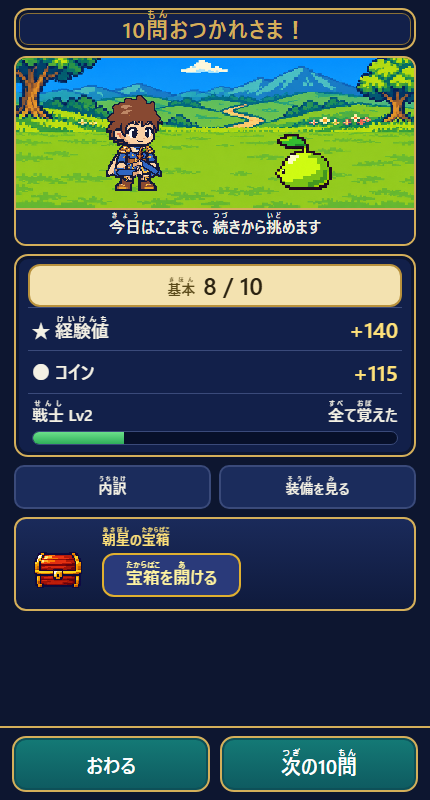 10問おつかれさま！
今日はここまで。続きから挑めます
基本 8 / 10
★ 経験値 +140
コイン +115
戦士 Lv2 全て覚えた
内訳 装備を見る
朝星の宝箱
宝箱を開ける
おわる 次の10問